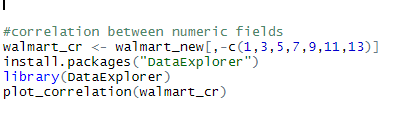 #correlation between numeric fields
walmart_cr <- walmart_new[,-c(1,3,5,7,9,11,13)]
install.packages("DataExplorer")
library(DataExplorer)
plot_correlation(walmart_cr)